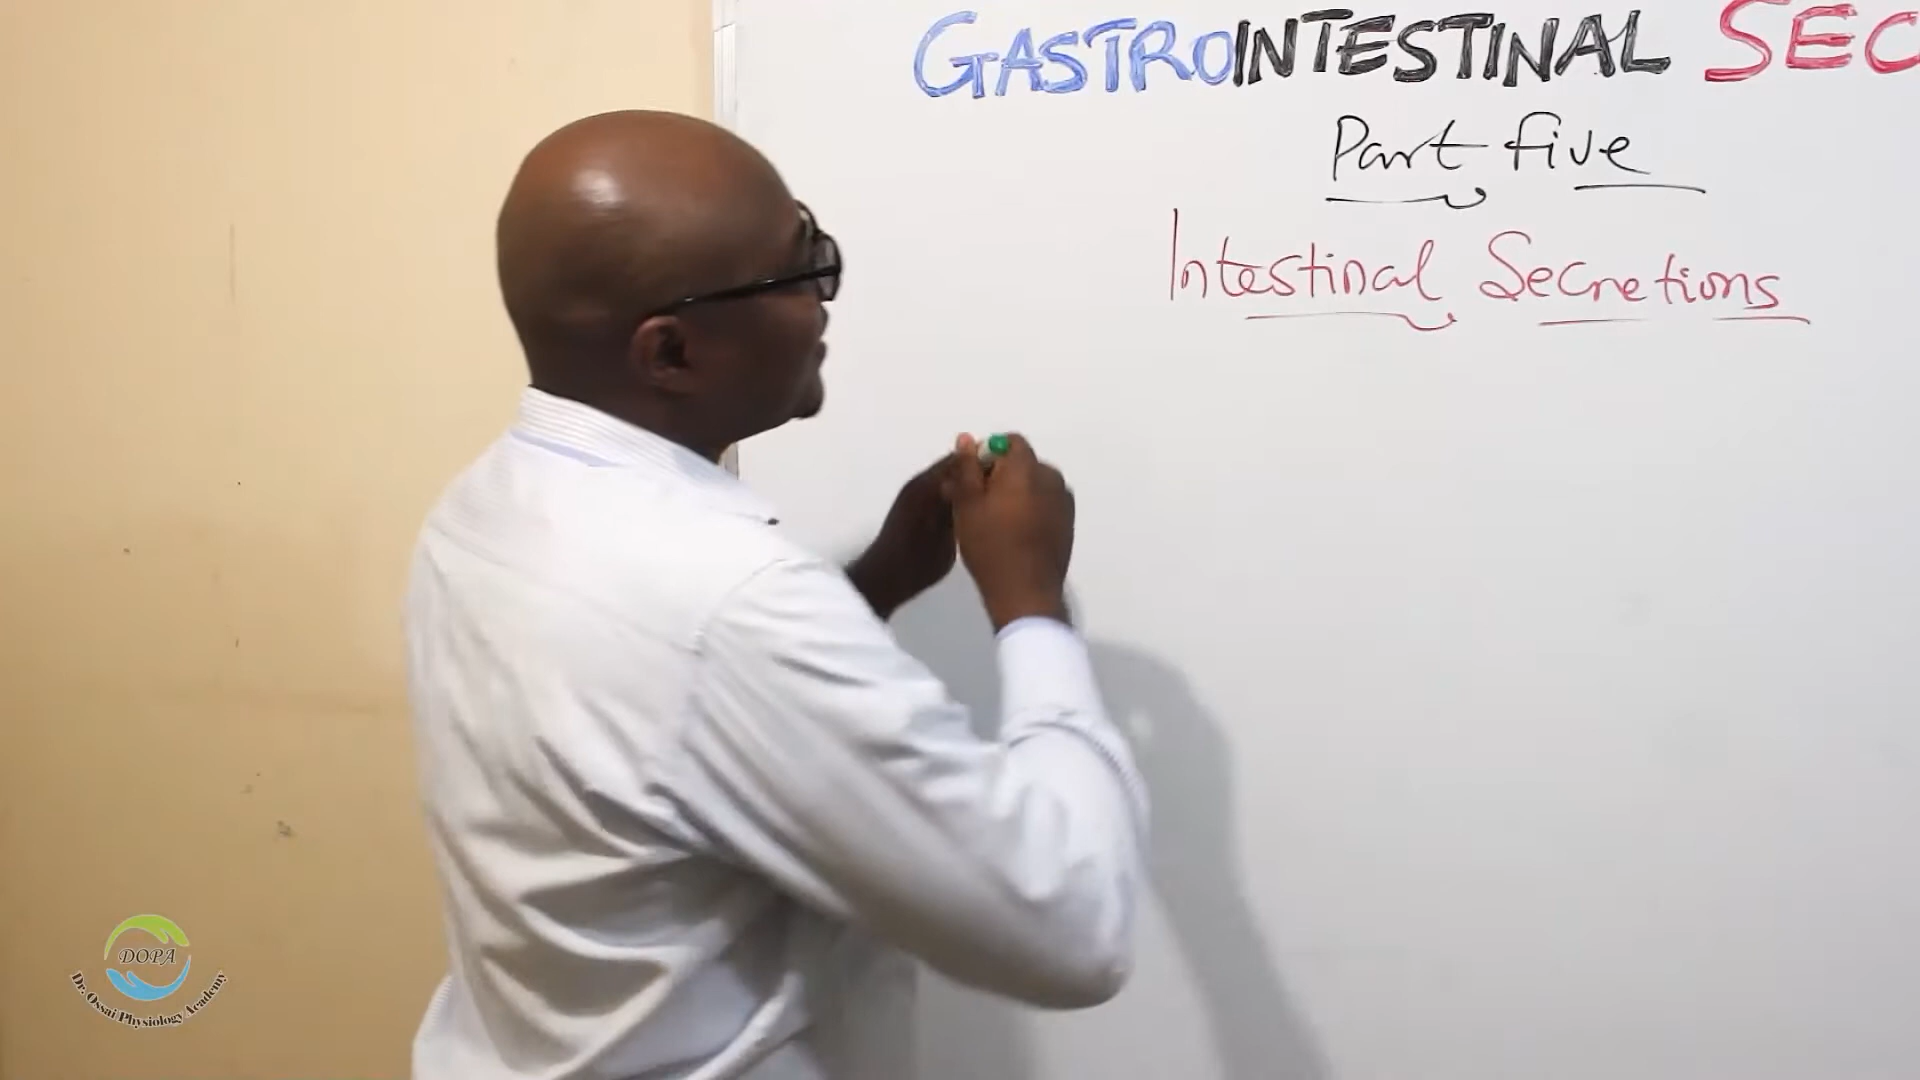 GASTROINTESTINAL SEC
Part five
Intestinal Secretions
DOPA
Dr. Ossai Physiology Academy